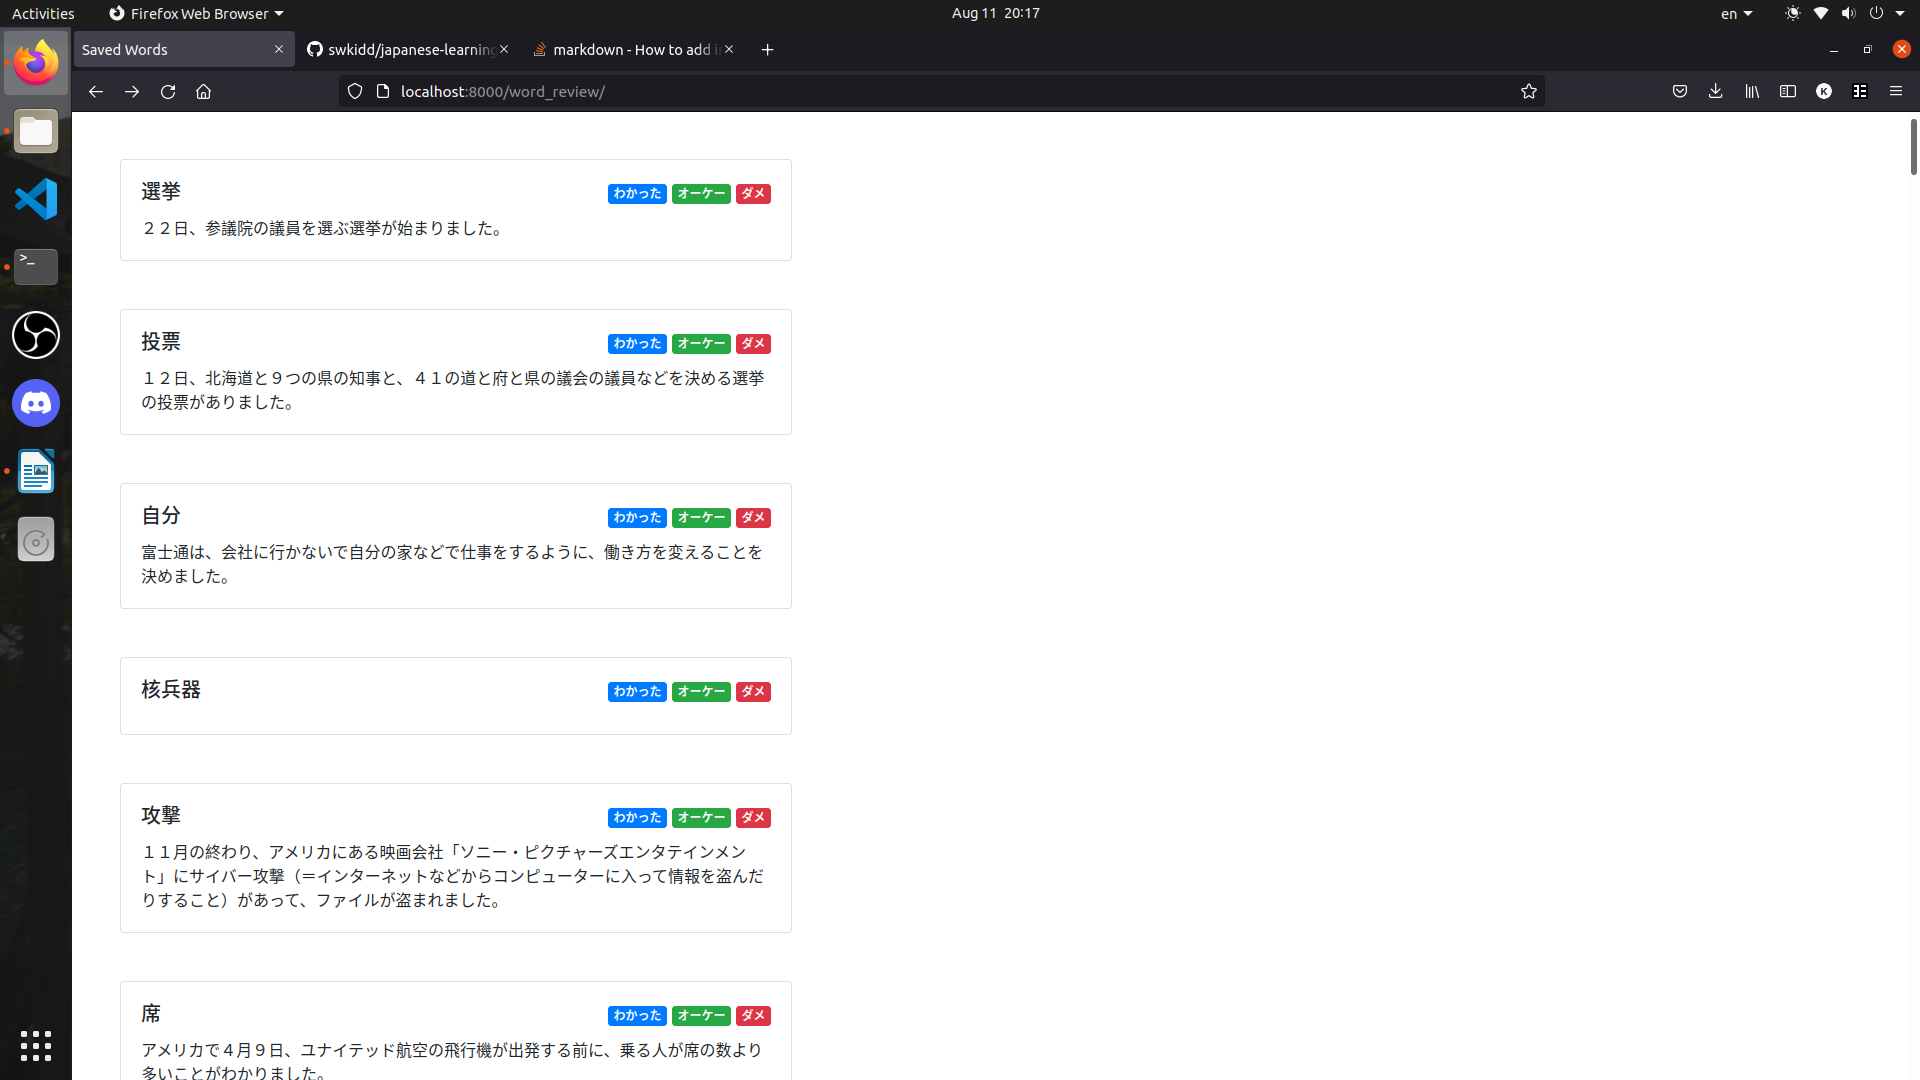 Activities
Firefox Web Browser
Aug 11 20:17
en
Saved Words
swkidd/japanese-learning
markdown - How to add i
localhost:8000/word_review/
選挙
わかった オーケー ダメ
２２日、参議院の議員を選ぶ選挙が始まりました。
投票
わかった オーケー ダメ
１２日、北海道と９つの県の知事と、４１の道と府と県の議会の議員などを決める選挙
の投票がありました。
自分
わかった オーケー ダメ
富士通は、会社に行かないで自分の家などで仕事をするように、働き方を変えることを
決めました。
核兵器
わかった オーケー ダメ
攻撃
わかった オーケー ダメ
１１月の終わり、アメリカにある映画会社「ソニー・ピクチャーズエンタテインメン
ト」にサイバー攻撃（＝インターネットなどからコンピューターに入って情報を盗んだ
りすること）があって、ファイルが盗まれました。
席
わかった オーケー ダメ
アメリカで４月９日、ユナイテッド航空の飛行機が出発する前に、乗る人が席の数より
多いことがわかりました。